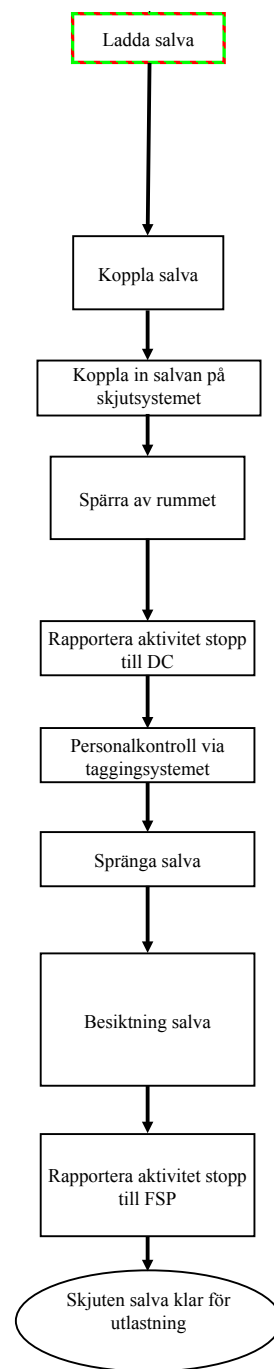 Ladda salva
Koppla salva
Koppla in salvan på
skjutsystemet
Spärra av rummet
Rapportera aktivitet stopp
till DC
Personalkontroll via
taggingsystemet
Spränga salva
Besiktning salva
Rapportera aktivitet stopp
till FSP
Skjuten salva klar för
utlastning